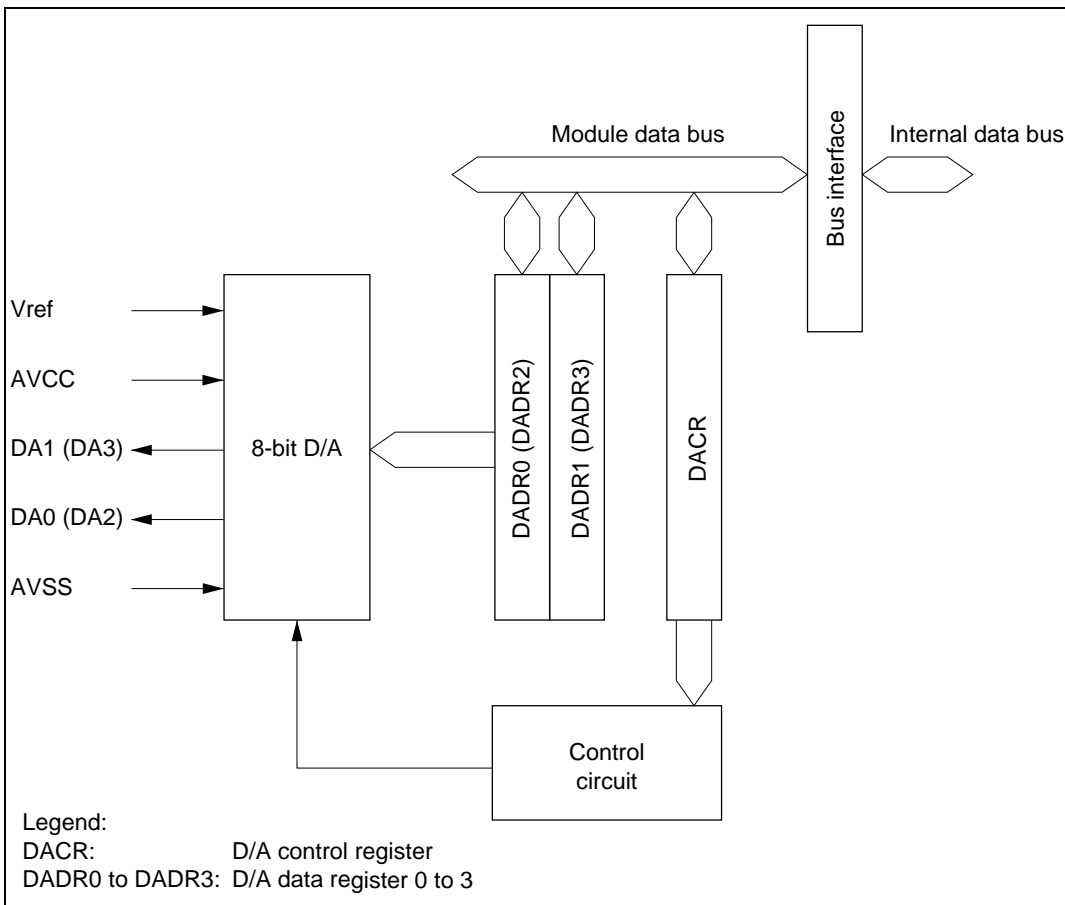 Module data bus
Internal data bus
Bus interface
Vref
AVCC
DA1 (DA3)
DA0 (DA2)
AVSS
8-bit D/A
DADR0 (DADR2)
DADR1 (DADR3)
DACR
Control
circuit
Legend:
DACR: D/A control register
DADR0 to DADR3: D/A data register 0 to 3